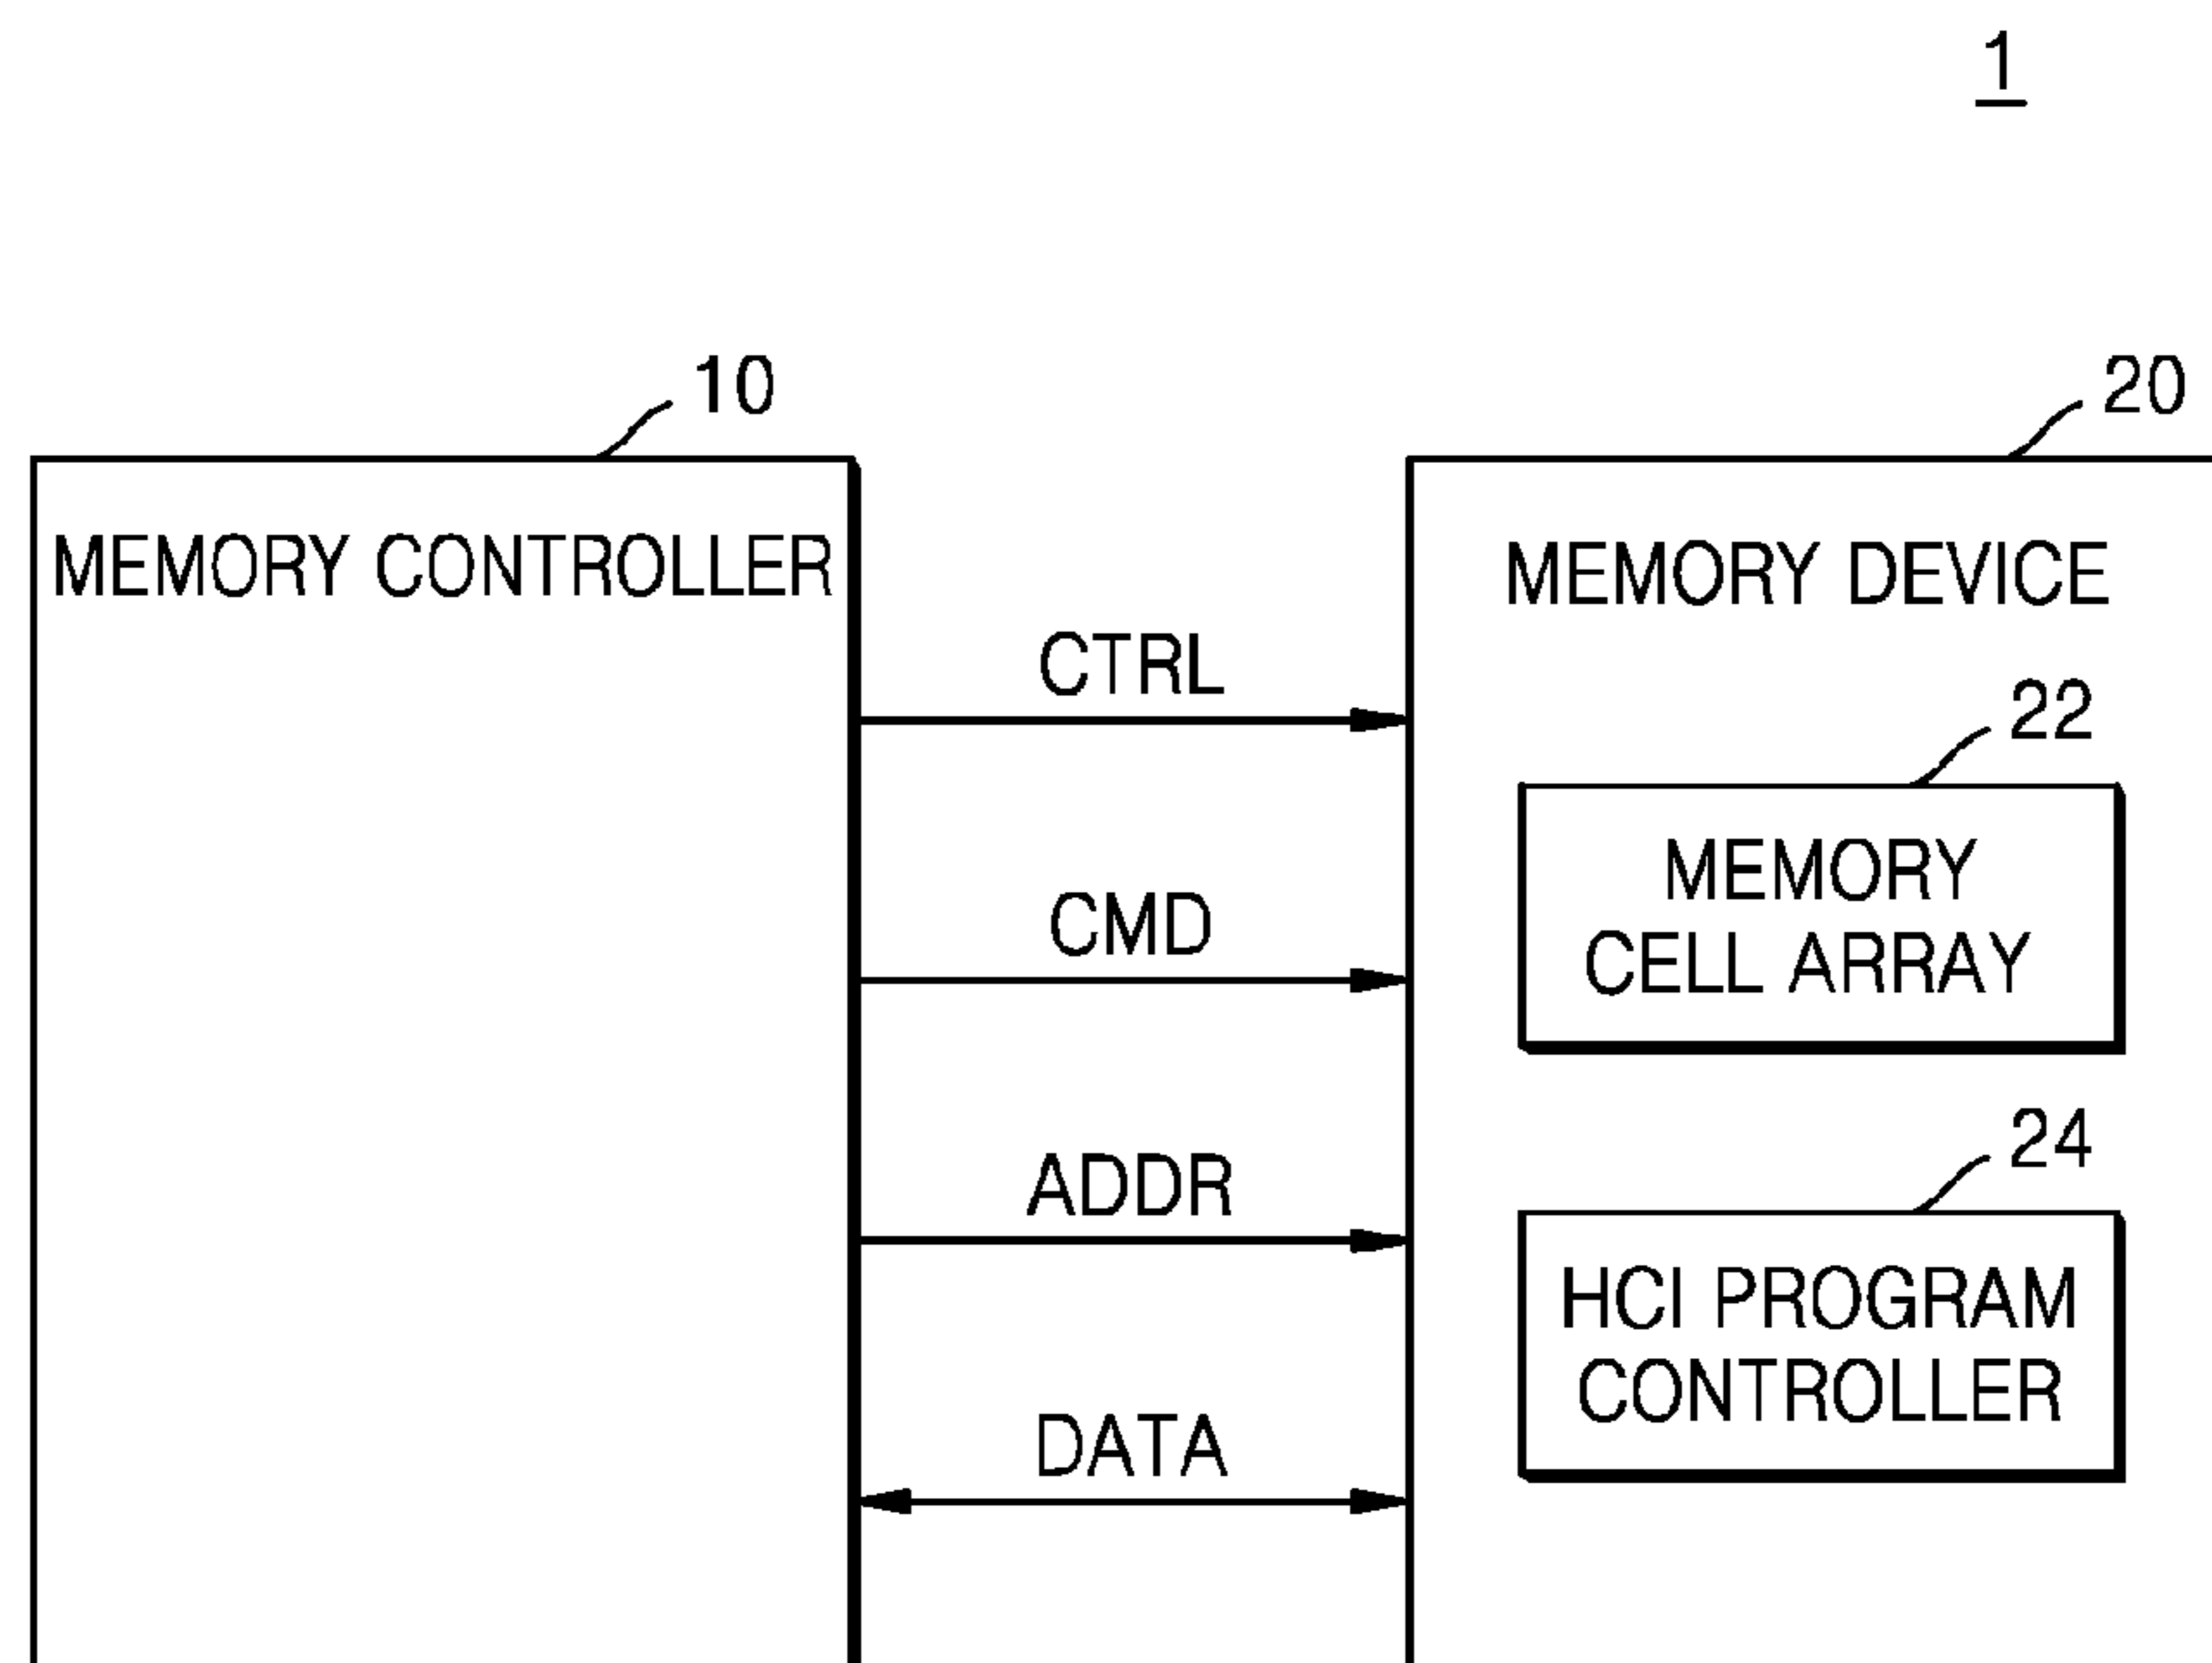 1
10
20
MEMORY CONTROLLER
MEMORY DEVICE
CTRL
22
MEMORY
CELL ARRAY
CMD
24
ADDR
HCI PROGRAM
CONTROLLER
DATA